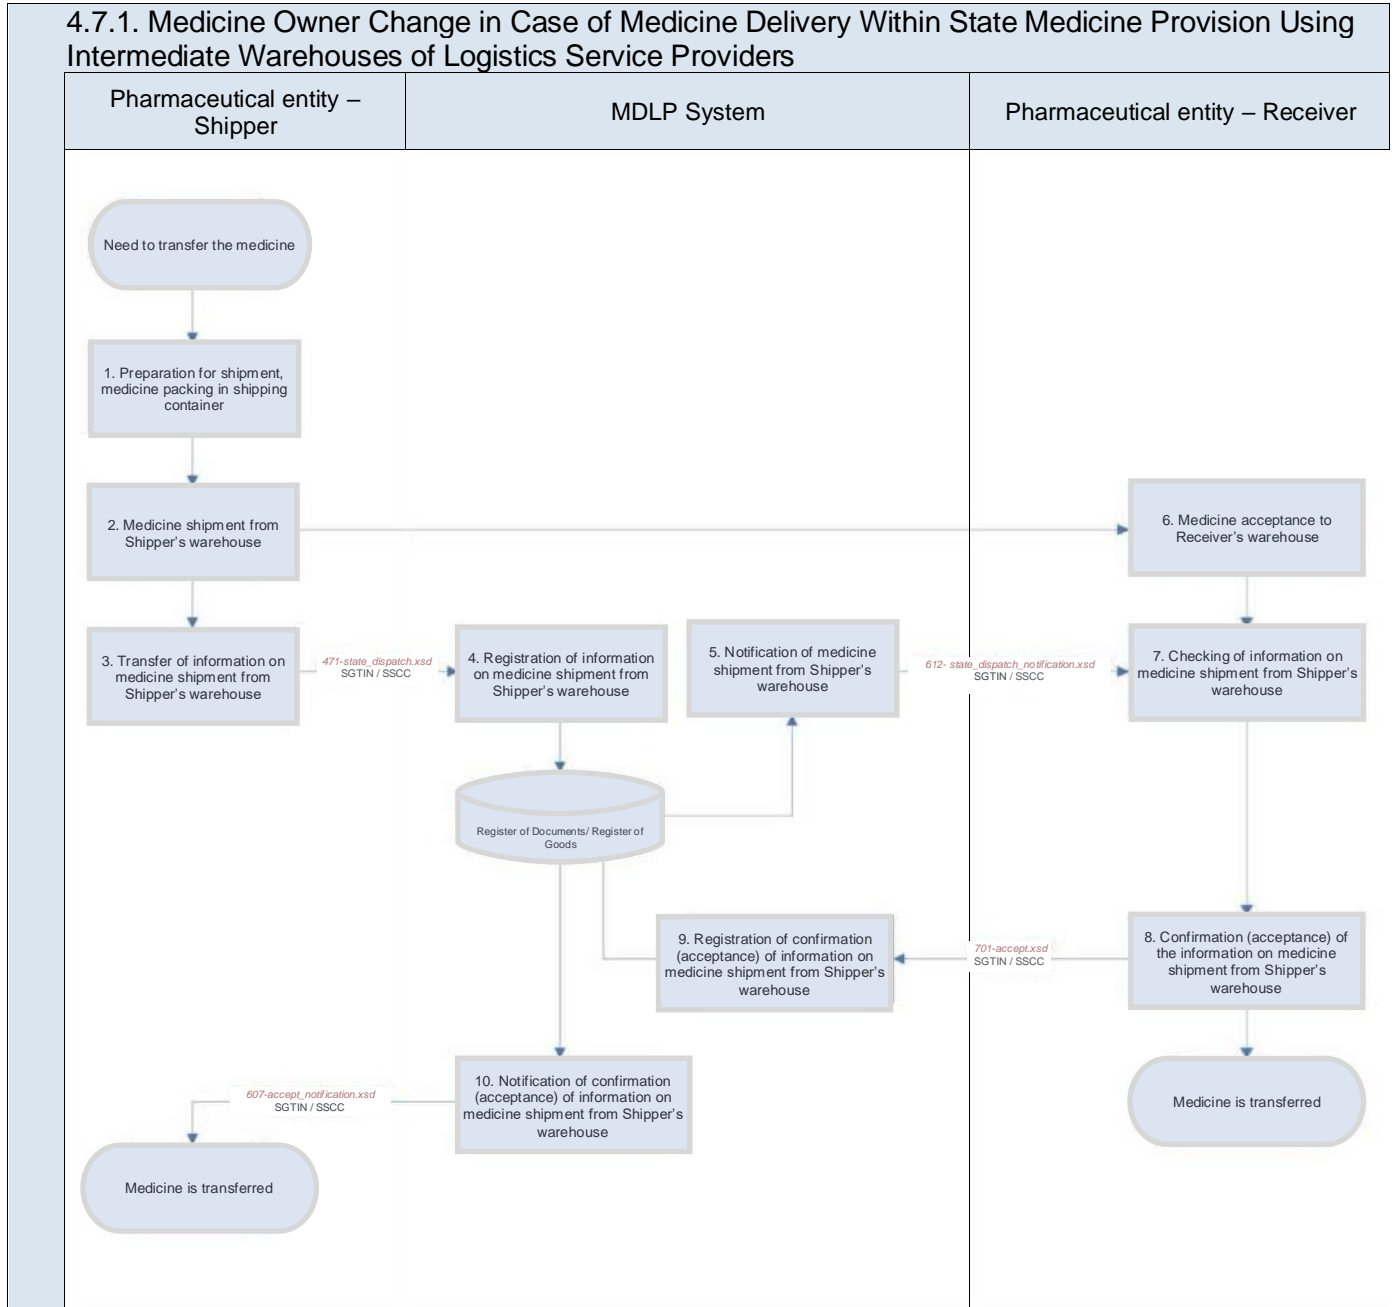 4.7.1. Medicine Owner Change in Case of Medicine Delivery Within State Medicine Provision Using
Intermediate Warehouses of Logistics Service Providers
Pharmaceutical entity –
Shipper
MDLP System
Pharmaceutical entity – Receiver
Need to transfer the medicine
1. Preparation for shipment,
medicine packing in shipping
container
2. Medicine shipment from
Shipper's warehouse
6. Medicine acceptance to
Receiver's warehouse
3. Transfer of information on
medicine shipment from
Shipper's warehouse
471-state_dispatch.xsd
SGTIN / SSCC
4. Registration of information
on medicine shipment from
Shipper's warehouse
5. Notification of medicine
shipment from Shipper's
warehouse
612- state_dispatch_notification.xsd
SGTIN / SSCC
7. Checking of information on
medicine shipment from Shipper's
warehouse
Register of Documents/ Register of
Goods
9. Registration of confirmation
(acceptance) of information on
medicine shipment from Shipper's
warehouse
701-accept.xsd
SGTIN / SSCC
8. Confirmation (acceptance) of
the information on medicine
shipment from Shipper's
warehouse
10. Notification of confirmation
(acceptance) of information on
medicine shipment from Shipper's
warehouse
607-accept_notification.xsd
SGTIN / SSCC
Medicine is transferred
Medicine is transferred